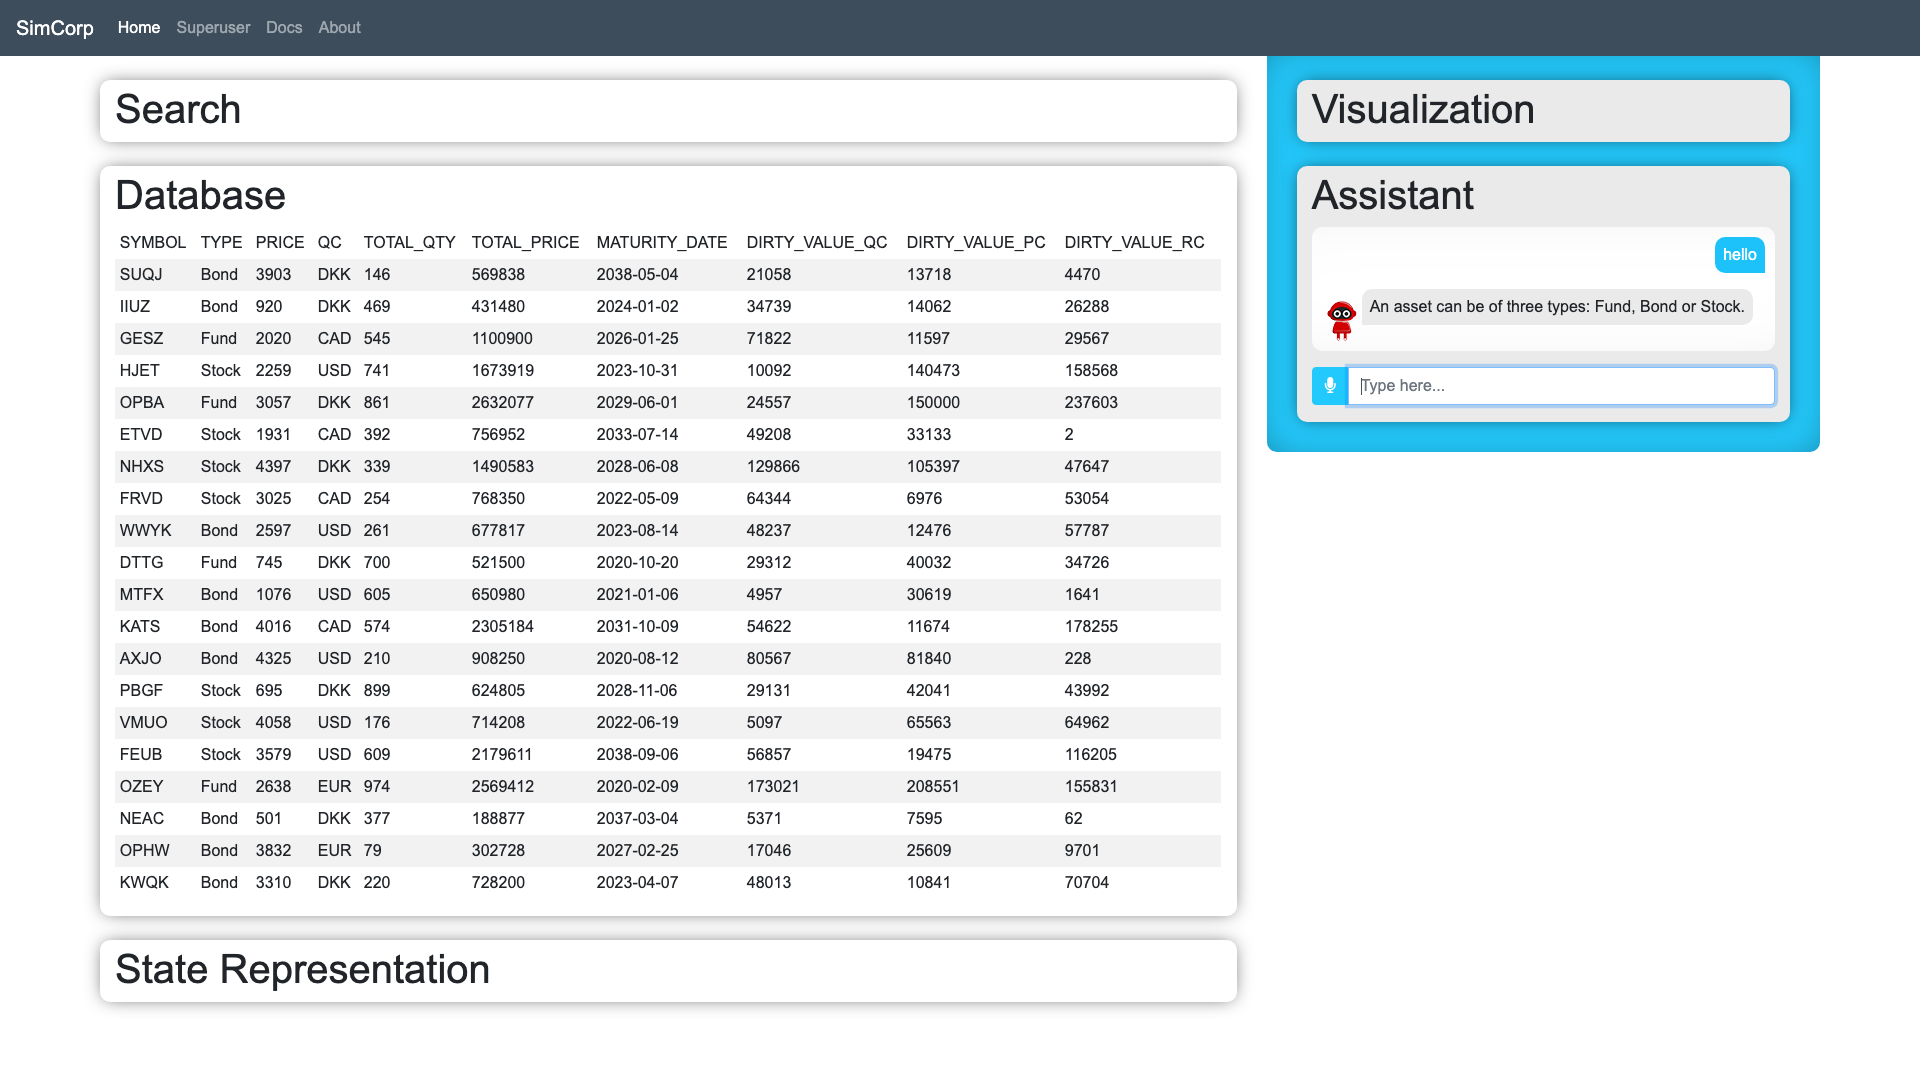 SimCorp Home Superuser Docs About
Search
Database
SYMBOL TYPE PRICE QC TOTAL_QTY TOTAL_PRICE MATURITY_DATE DIRTY_VALUE_QC DIRTY_VALUE_PC DIRTY_VALUE_RC
SUQJ Bond 3903 DKK 146 569838 2038-05-04 21058 13718 4470
IIUZ Bond 920 DKK 469 431480 2024-01-02 34739 14062 26288
GESZ Fund 2020 CAD 545 1100900 2026-01-25 71822 11597 29567
HJET Stock 2259 USD 741 1673919 2023-10-31 10092 140473 158568
OPBA Fund 3057 DKK 861 2632077 2029-06-01 24557 150000 237603
ETVD Stock 1931 CAD 392 756952 2033-07-14 49208 33133 2
NHXS Stock 4397 DKK 339 1490583 2028-06-08 129866 105397 47647
FRVD Stock 3025 CAD 254 768350 2022-05-09 64344 6976 53054
WWYK Bond 2597 USD 261 677817 2023-08-14 48237 12476 57787
DTTG Fund 745 DKK 700 521500 2020-10-20 29312 40032 34726
MTFX Bond 1076 USD 605 650980 2021-01-06 4957 30619 1641
KATS Bond 4016 CAD 574 2305184 2031-10-09 54622 11674 178255
AXJO Bond 4325 USD 210 908250 2020-08-12 80567 81840 228
PBGF Stock 695 DKK 899 624805 2028-11-06 29131 42041 43992
VMUO Stock 4058 USD 176 714208 2022-06-19 5097 65563 64962
FEUB Stock 3579 USD 609 2179611 2038-09-06 56857 19475 116205
OZEY Fund 2638 EUR 974 2569412 2020-02-09 173021 208551 155831
NEAC Bond 501 DKK 377 188877 2037-03-04 5371 7595 62
OPHW Bond 3832 EUR 79 302728 2027-02-25 17046 25609 9701
KWQK Bond 3310 DKK 220 728200 2023-04-07 48013 10841 70704
State Representation
Visualization
Assistant
hello
An asset can be of three types: Fund, Bond or Stock.
Type here...